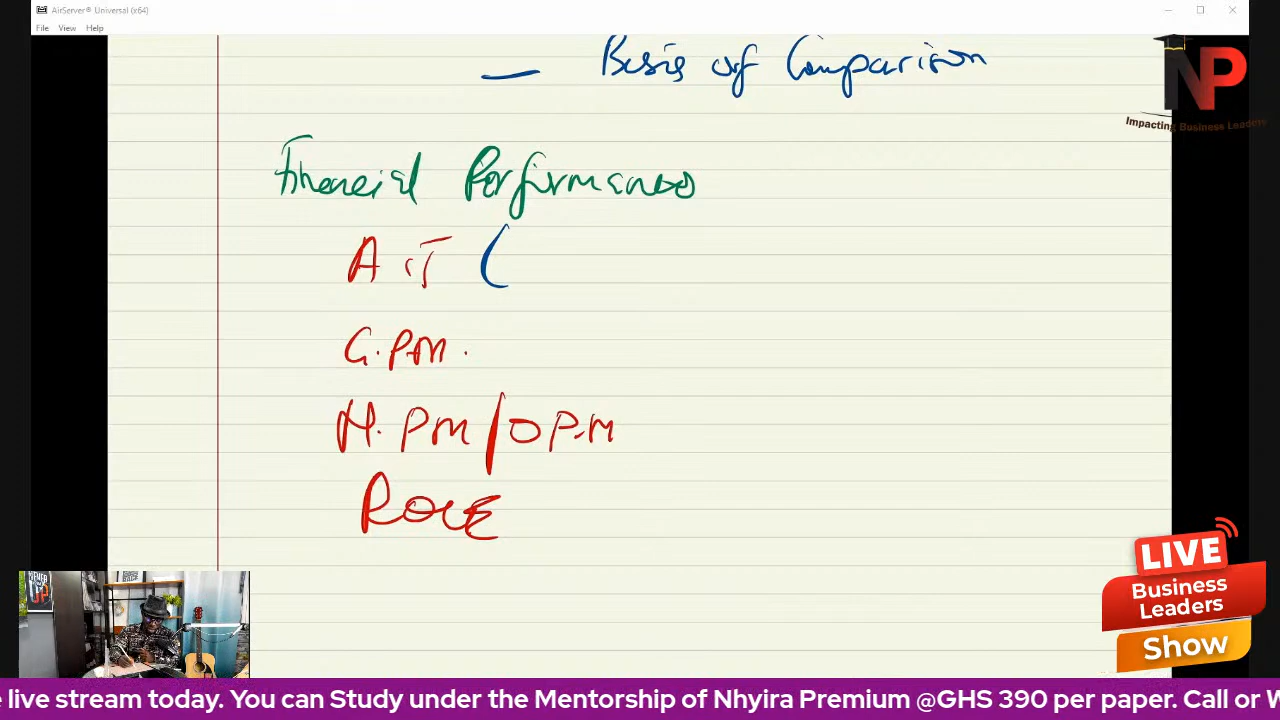 AirServer® Universal (x64)
File View Help
— Basis of Comparison
NP
Impacting Business Leaders
Financial Performance
A T (
G.P.M.
N.PM/OP.M
ROCE
LIVE
Business
Leaders
Show
live stream today. You can Study under the Mentorship of Nhyira Premium @GHS 390 per paper. Call or W